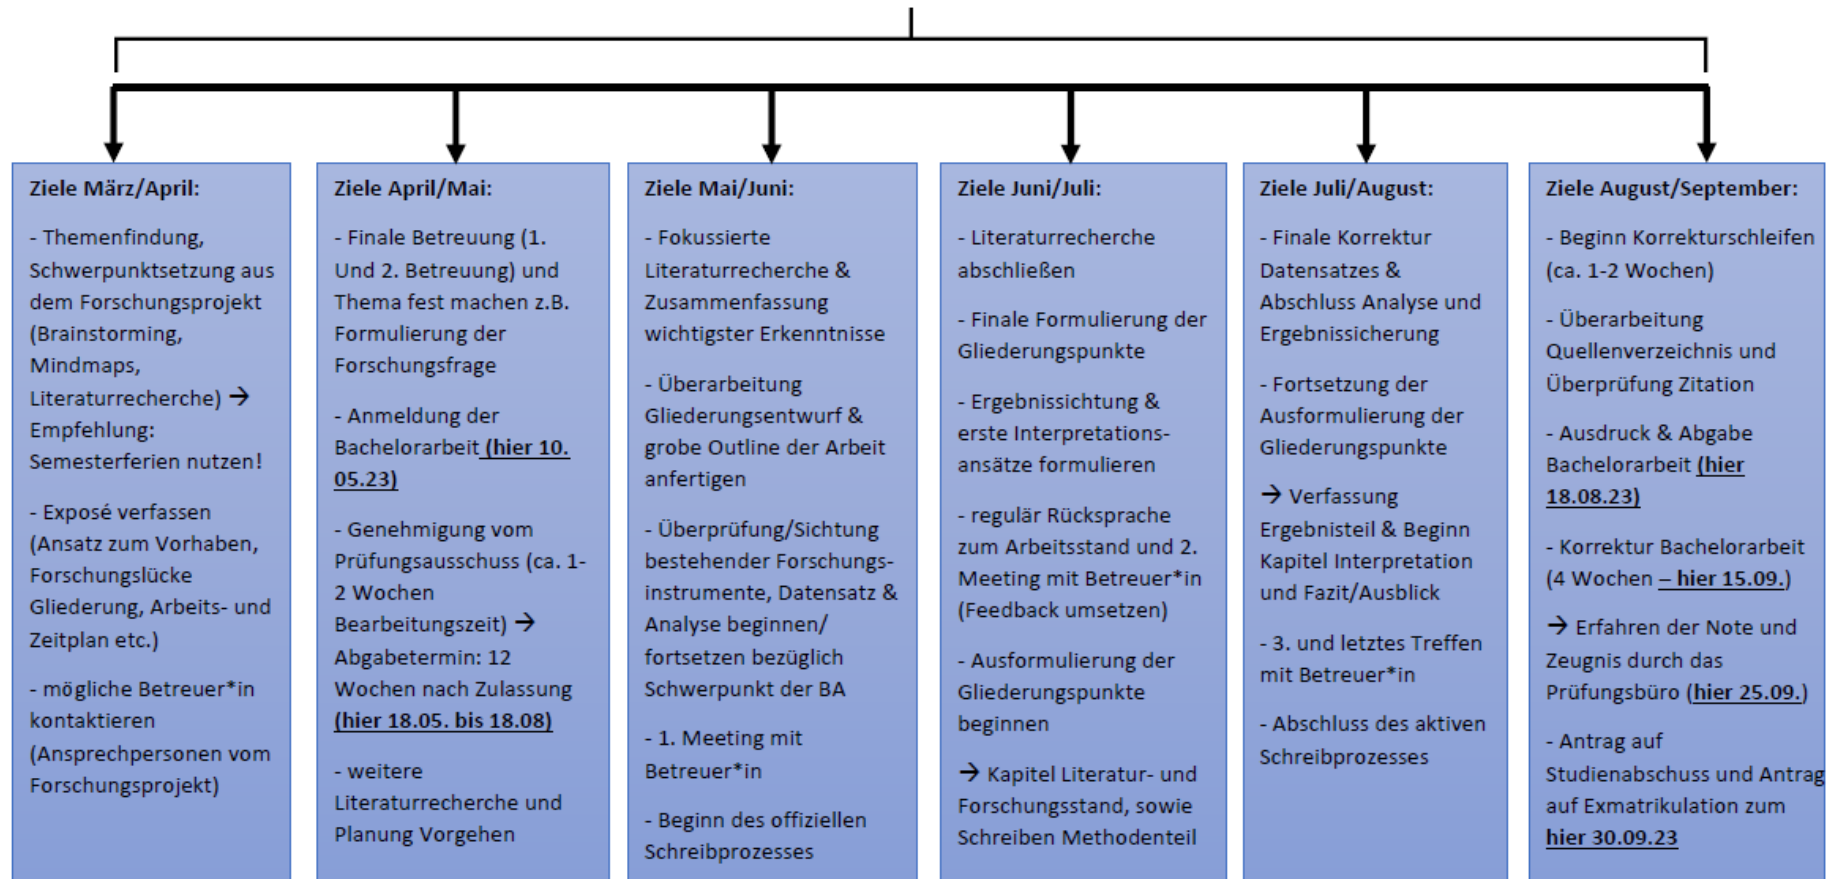 Ziele März/April:
- Themenfindung,
Schwerpunktsetzung aus
dem Forschungsprojekt
(Brainstorming,
Mindmaps,
Literaturrecherche) →
Empfehlung:
Semesterferien nutzen!
- Exposé verfassen
(Ansatz zum Vorhaben,
Forschungslücke
Gliederung, Arbeits- und
Zeitplan etc.)
- mögliche Betreuer*in
kontaktieren
(Ansprechpersonen vom
Forschungsprojekt)
Ziele April/Mai:
- Finale Betreuung (1.
Und 2. Betreuung) und
Thema fest machen z.B.
Formulierung der
Forschungsfrage
- Anmeldung der
Bachelorarbeit (hier 10.
05.23)
- Genehmigung vom
Prüfungsausschuss (ca. 1-
2 Wochen
Bearbeitungszeit) →
Abgabetermin: 12
Wochen nach Zulassung
(hier 18.05. bis 18.08)
- weitere
Literaturrecherche und
Planung Vorgehen
Ziele Mai/Juni:
- Fokussierte
Literaturrecherche &
Zusammenfassung
wichtigster Erkenntnisse
- Überarbeitung
Gliederungsentwurf &
grobe Outline der Arbeit
anfertigen
- Überprüfung/Sichtung
bestehender Forschungs-
instrumente, Datensatz &
Analyse beginnen/
fortsetzen bezüglich
Schwerpunkt der BA
- 1. Meeting mit
Betreuer*in
- Beginn des offiziellen
Schreibprozesses
Ziele Juni/Juli:
- Literaturrecherche
abschließen
- Finale Formulierung der
Gliederungspunkte
- Ergebnissichtung &
erste Interpretations-
ansätze formulieren
- regulär Rücksprache
zum Arbeitsstand und 2.
Meeting mit Betreuer*in
(Feedback umsetzen)
- Ausformulierung der
Gliederungspunkte
beginnen
→ Kapitel Literatur- und
Forschungsstand, sowie
Schreiben Methodenteil
Ziele Juli/August:
- Finale Korrektur
Datensatzes &
Abschluss Analyse und
Ergebnissicherung
- Fortsetzung der
Ausformulierung der
Gliederungspunkte
→ Verfassung
Ergebnisteil & Beginn
Kapitel Interpretation
und Fazit/Ausblick
- 3. und letztes Treffen
mit Betreuer*in
- Abschluss des aktiven
Schreibprozesses
Ziele August/September:
- Beginn Korrekturschleifen
(ca. 1-2 Wochen)
- Überarbeitung
Quellenverzeichnis und
Überprüfung Zitation
- Ausdruck & Abgabe
Bachelorarbeit (hier
18.08.23)
- Korrektur Bachelorarbeit
(4 Wochen – hier 15.09.)
→ Erfahren der Note und
Zeugnis durch das
Prüfungsbüro (hier 25.09.)
- Antrag auf
Studienabschuss und Antrag
auf Exmatrikulation zum
hier 30.09.23